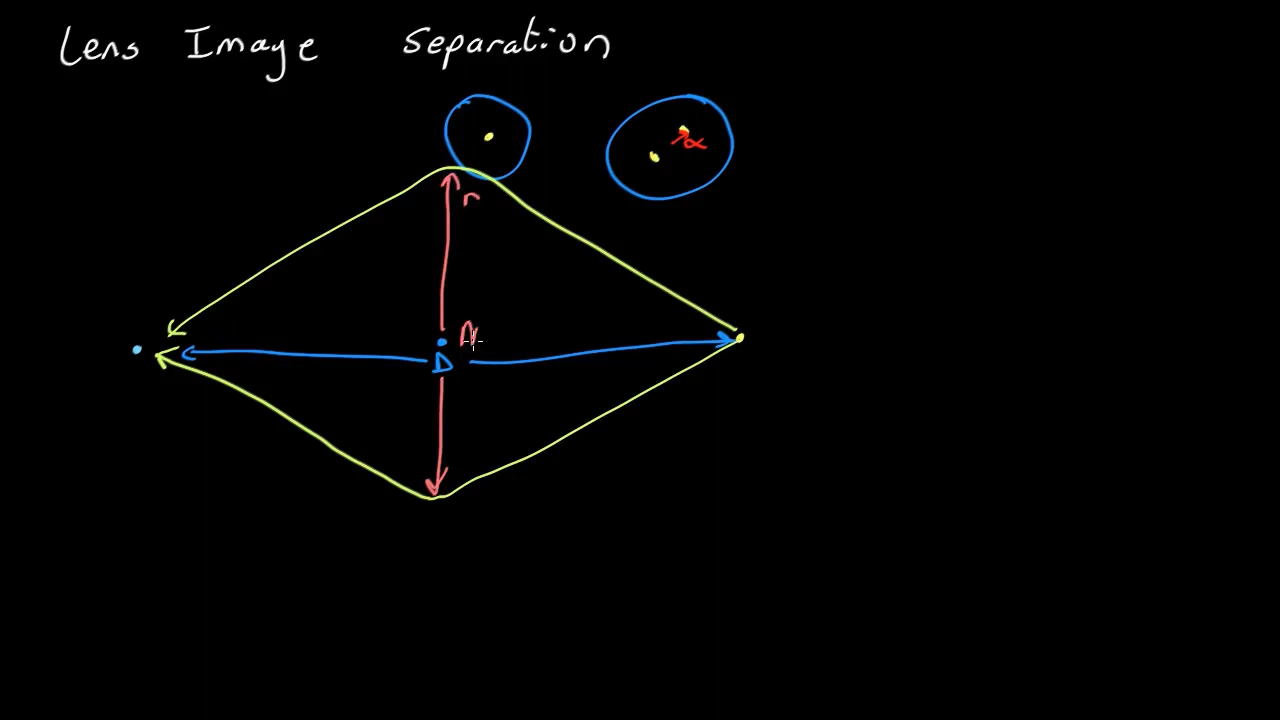 Lens Image Separation
α
r
D